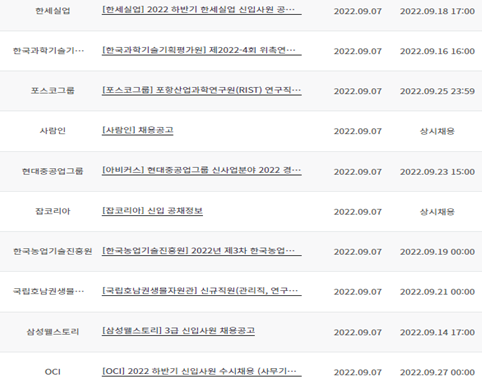 한세실업 [한세실업] 2022 하반기 한세실업 신입사원 공··· 2022.09.07 2022.09.18 17:00
한국과학기술기··· [한국과학기술기획평가원] 제2022-4회 위촉연··· 2022.09.07 2022.09.16 16:00
포스코그룹 [포스코그룹] 포항산업과학연구원(RIST) 연구직··· 2022.09.07 2022.09.25 23:59
사람인 [사람인] 채용공고 2022.09.07 상시채용
현대중공업그룹 [아비커스] 현대중공업그룹 신사업분야 2022 경··· 2022.09.07 2022.09.23 15:00
잡코리아 [잡코리아] 신입 공채정보 2022.09.07 상시채용
한국농업기술진흥원 [한국농업기술진흥원] 2022년 제3차 한국농업··· 2022.09.07 2022.09.19 00:00
국립호남권생물··· [국립호남권생물자원관] 신규직원(관리직, 연구··· 2022.09.07 2022.09.21 00:00
삼성웰스토리 [삼성웰스토리] 3급 신입사원 채용공고 2022.09.07 2022.09.14 17:00
OCI [OCI] 2022 하반기 신입사원 수시채용 (사무기··· 2022.09.07 2022.09.27 00:00